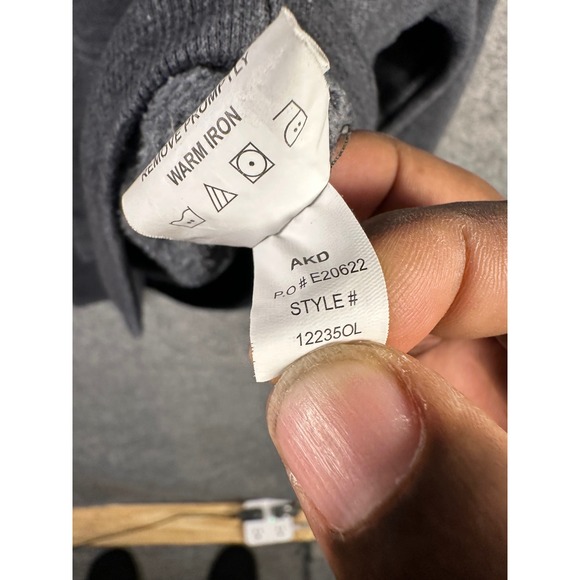 REMOVE PROMPTLY
WARM IRON
AKD
P.O # E20622
STYLE #
12235OL